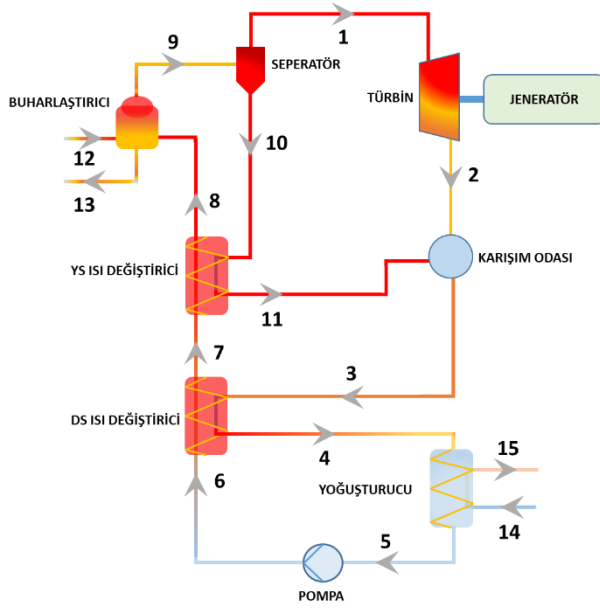 1
9
SEPERATÖR
TÜRBİN
JENERATÖR
BUHARLAŞTIRICI
10
12
2
13
8
YS ISI DEĞİŞTİRİCİ
KARIŞIM ODASI
11
7
3
DS ISI DEĞİŞTİRİCİ
4
15
6
YOĞUŞTURUCU
14
5
POMPA